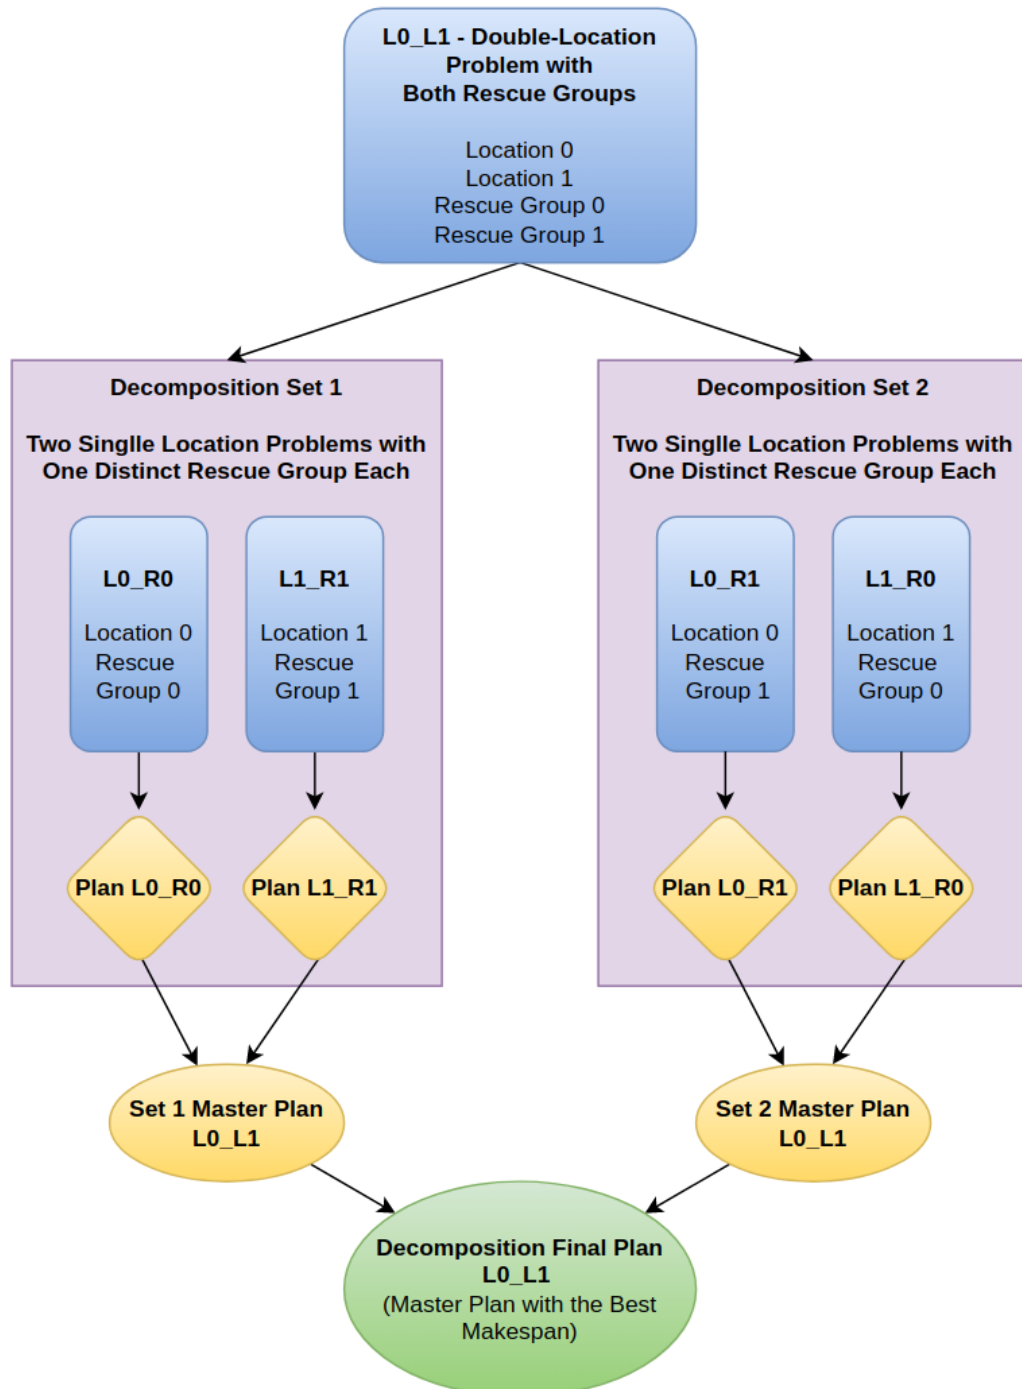 L0_L1 - Double-Location
Problem with
Both Rescue Groups
Location 0
Location 1
Rescue Group 0
Rescue Group 1
Decomposition Set 1
Two Singlle Location Problems with
One Distinct Rescue Group Each
L0_R0
Location 0
Rescue
Group 0
L1_R1
Location 1
Rescue
Group 1
Plan L0_R0
Plan L1_R1
Decomposition Set 2
Two Singlle Location Problems with
One Distinct Rescue Group Each
L0_R1
Location 0
Rescue
Group 1
L1_R0
Location 1
Rescue
Group 0
Plan L0_R1
Plan L1_R0
Set 1 Master Plan
L0_L1
Set 2 Master Plan
L0_L1
Decomposition Final Plan
L0_L1
(Master Plan with the Best
Makespan)